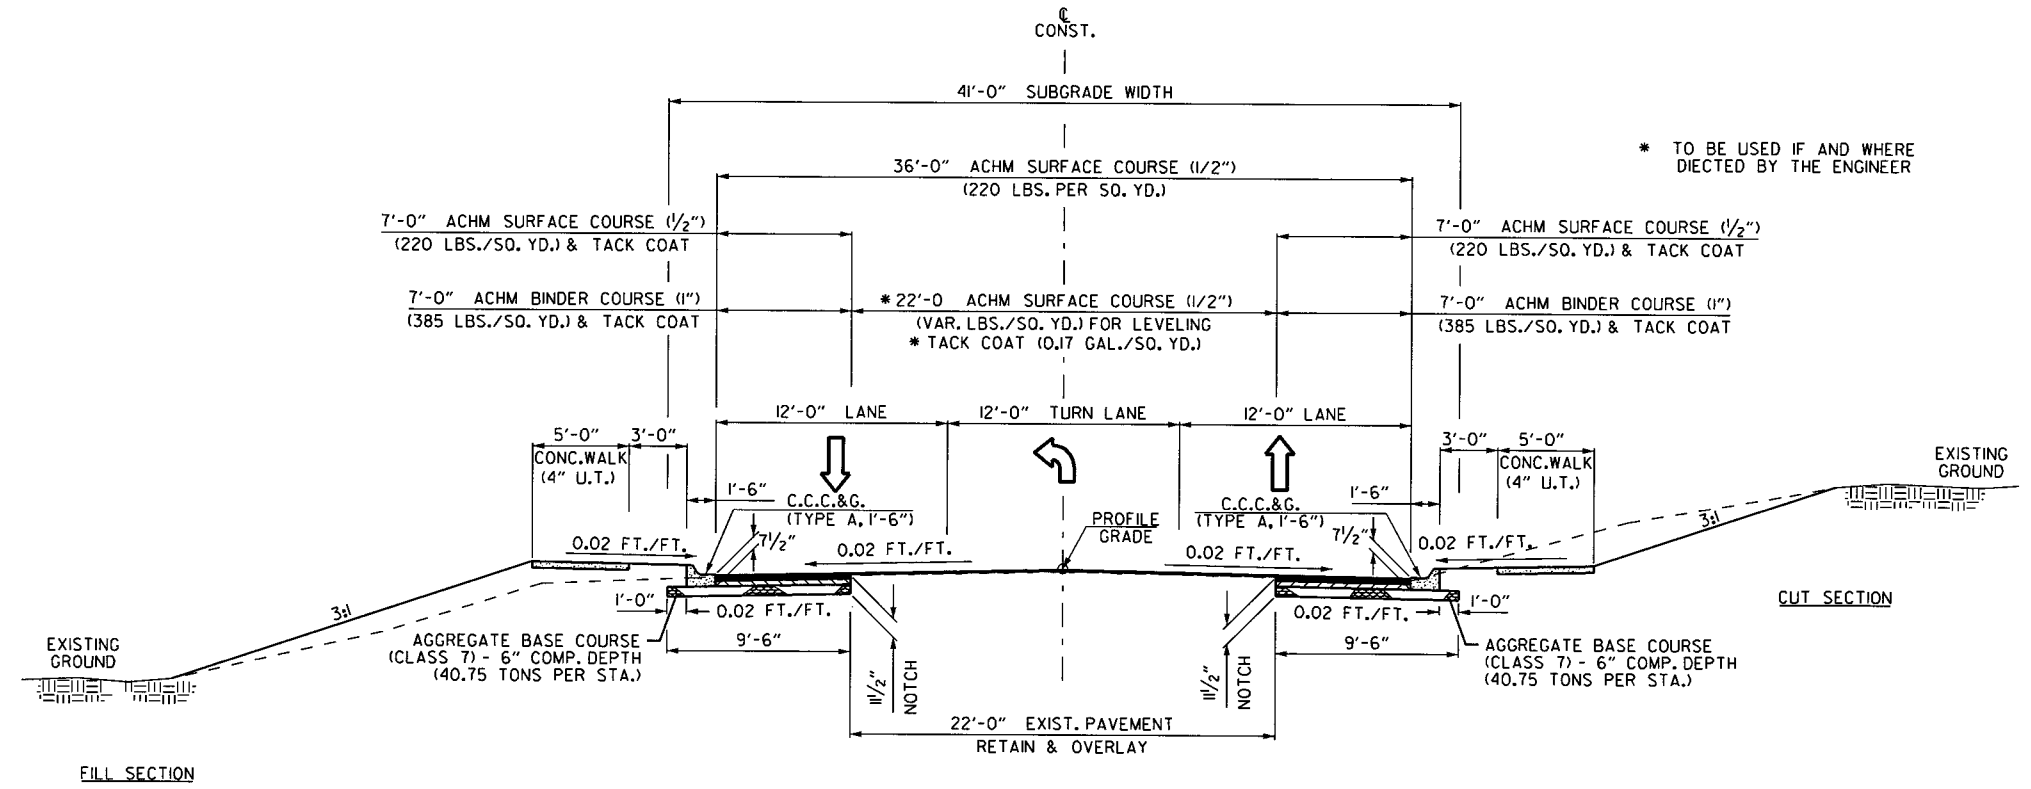 ℄
CONST.
41'-0" SUBGRADE WIDTH
* TO BE USED IF AND WHERE
DIECTED BY THE ENGINEER
36'-0" ACHM SURFACE COURSE (1/2")
(220 LBS. PER SQ. YD.)
7'-0" ACHM SURFACE COURSE (1/2")
(220 LBS./SQ. YD.) & TACK COAT
7'-0" ACHM SURFACE COURSE (1/2")
(220 LBS./SQ. YD.) & TACK COAT
7'-0" ACHM BINDER COURSE (1")
(385 LBS./SQ. YD.) & TACK COAT
* 22'-0 ACHM SURFACE COURSE (1/2")
(VAR. LBS./SQ. YD.) FOR LEVELING
* TACK COAT (0.17 GAL./SQ. YD.)
7'-0" ACHM BINDER COURSE (1")
(385 LBS./SQ. YD.) & TACK COAT
12'-0" LANE
12'-0" TURN LANE
12'-0" LANE
5'-0"
CONC.WALK
(4" U.T.)
3'-0"
3'-0"
5'-0"
CONC.WALK
(4" U.T.)
EXISTING
GROUND
1'-6"
C.C.C.&G.
(TYPE A, 1'-6")
7 1/2"
PROFILE
GRADE
C.C.C.&G.
(TYPE A, 1'-6")
1'-6"
7 1/2"
3:1
0.02 FT./FT.
0.02 FT./FT.
0.02 FT./FT.
0.02 FT./FT.
3:1
1'-0"
0.02 FT./FT.
0.02 FT./FT.
1'-0"
CUT SECTION
9'-6"
9'-6"
EXISTING
GROUND
AGGREGATE BASE COURSE
(CLASS 7) - 6" COMP. DEPTH
(40.75 TONS PER STA.)
11 1/2"
NOTCH
11 1/2"
NOTCH
AGGREGATE BASE COURSE
(CLASS 7) - 6" COMP. DEPTH
(40.75 TONS PER STA.)
22'-0" EXIST. PAVEMENT
RETAIN & OVERLAY
FILL SECTION